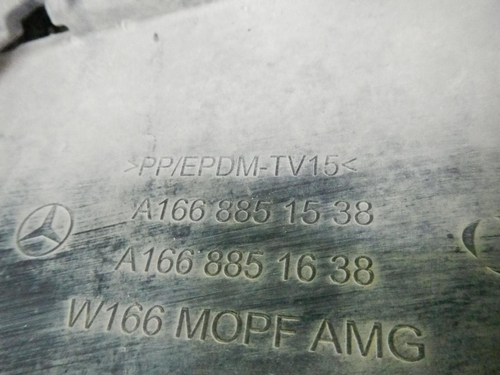 >PP/EPDM-TV15<
A166 885 15 38
A166 885 16 38
W166 MOPF AMG